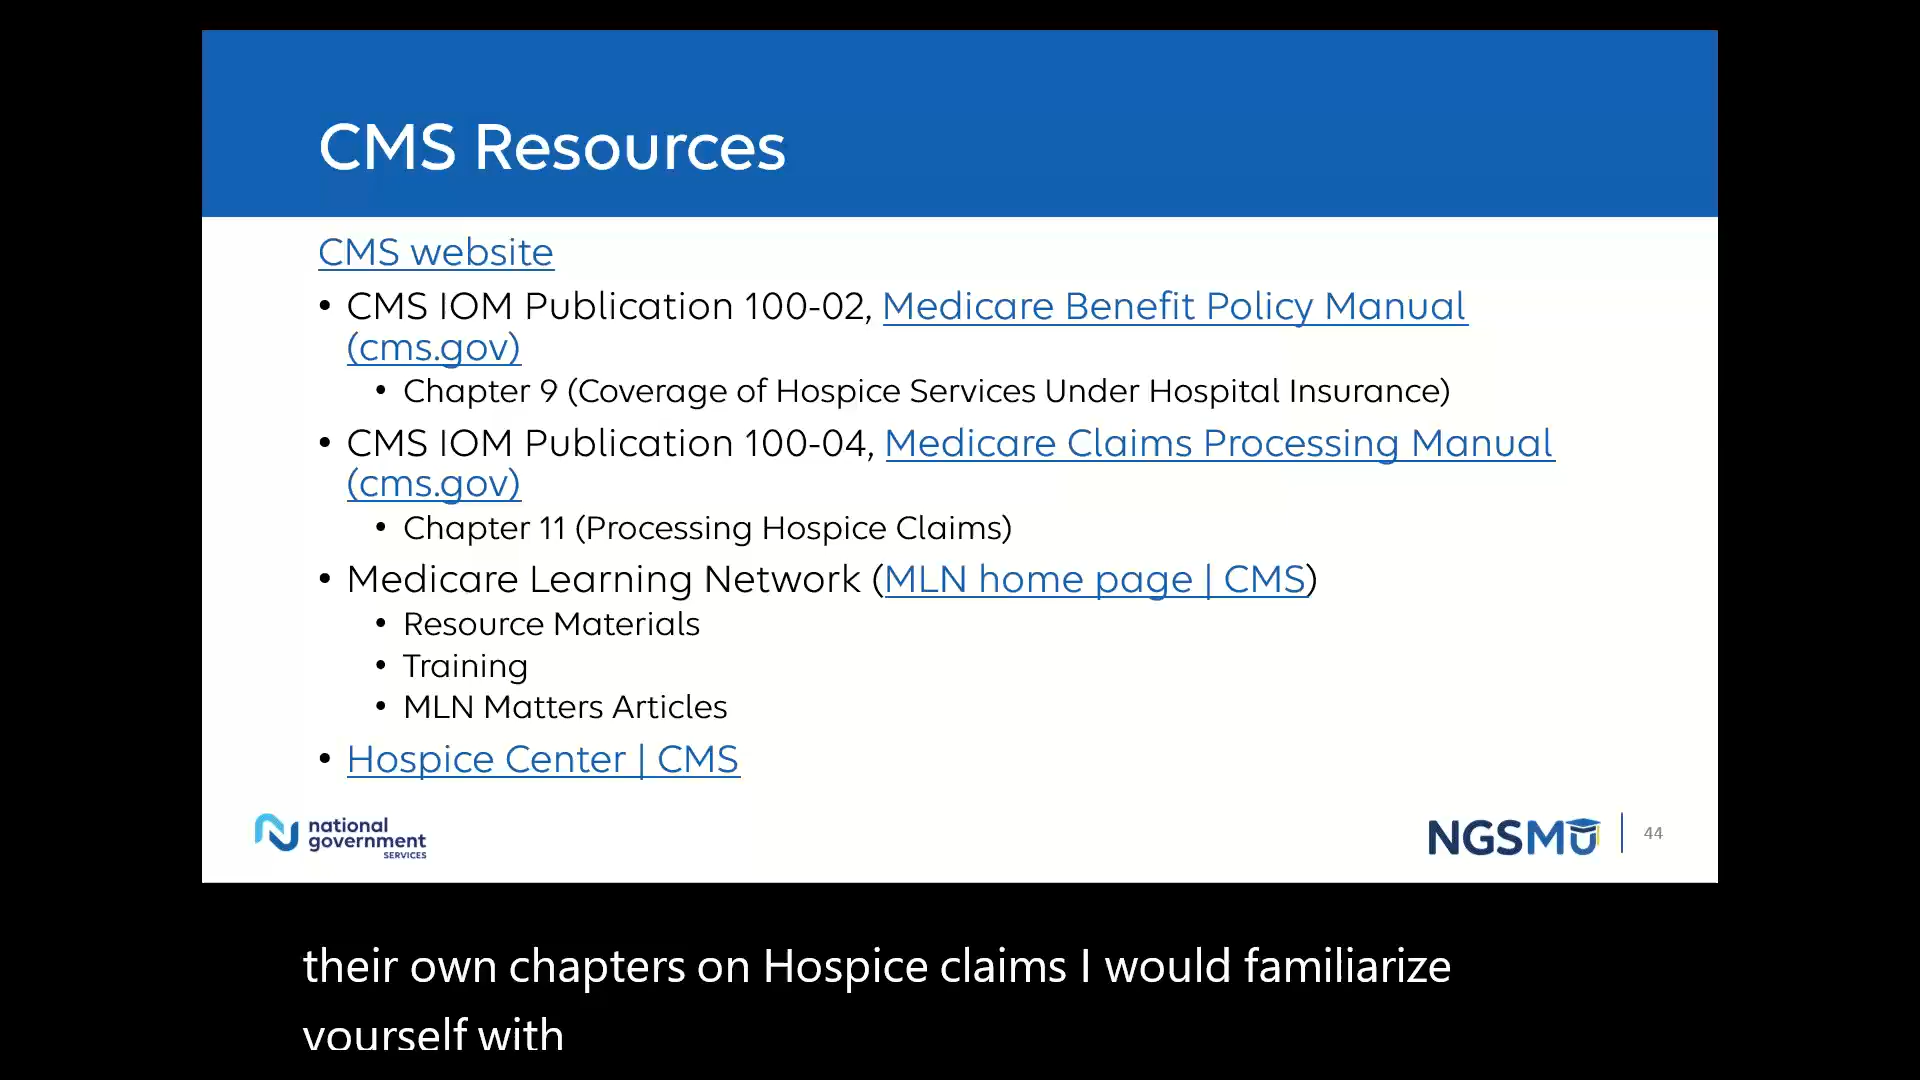 CMS Resources
CMS website
• CMS IOM Publication 100-02, Medicare Benefit Policy Manual
(cms.gov)
• Chapter 9 (Coverage of Hospice Services Under Hospital Insurance)
• CMS IOM Publication 100-04, Medicare Claims Processing Manual
(cms.gov)
• Chapter 11 (Processing Hospice Claims)
• Medicare Learning Network (MLN home page | CMS)
• Resource Materials
• Training
• MLN Matters Articles
• Hospice Center | CMS
national
government
SERVICES
NGSMU
44
their own chapters on Hospice claims I would familiarize
yourself with